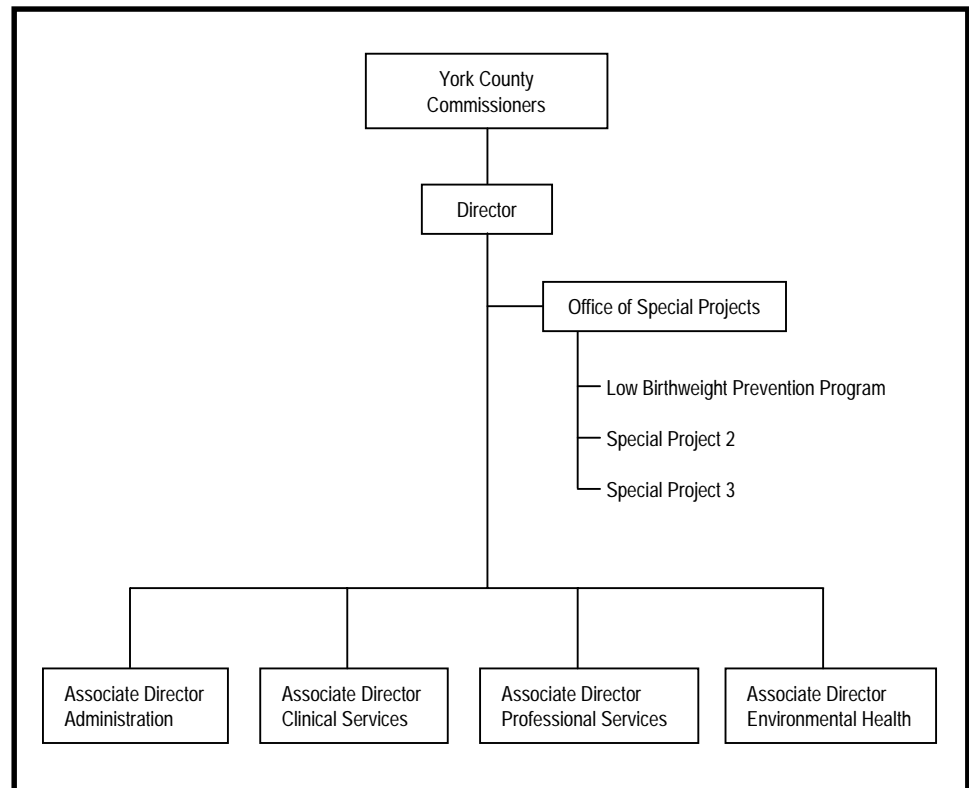 York County
Commissioners
Director
Office of Special Projects
Low Birthweight Prevention Program
Special Project 2
Special Project 3
Associate Director
Administration
Associate Director
Clinical Services
Associate Director
Professional Services
Associate Director
Environmental Health